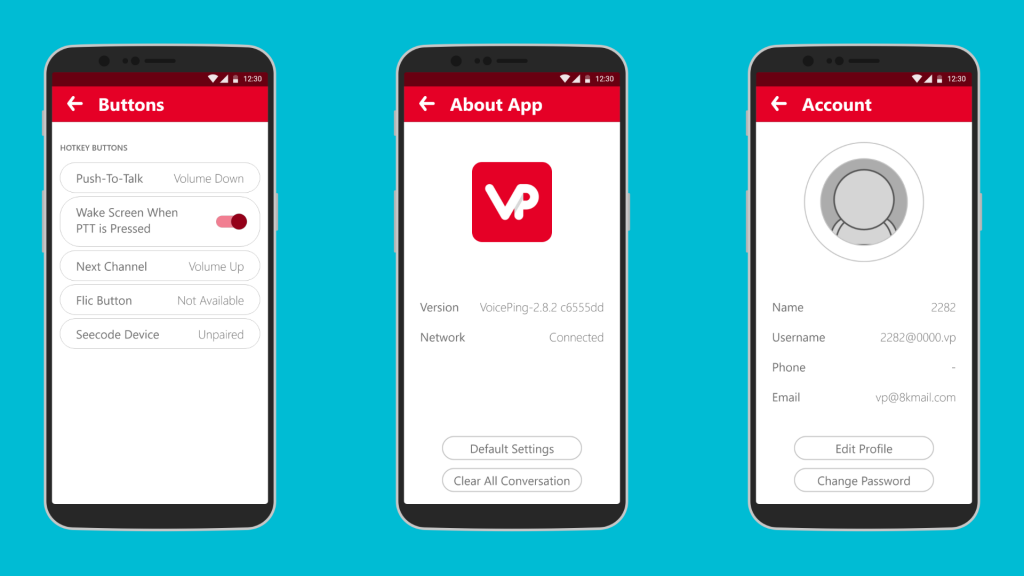 12:30
Buttons
HOTKEY BUTTONS
Push-To-Talk Volume Down
Wake Screen When
PTT is Pressed
Next Channel Volume Up
Flic Button Not Available
Seecode Device Unpaired
12:30
About App
VP
Version VoicePing-2.8.2 c6555dd
Network Connected
Default Settings
Clear All Conversation
12:30
Account
Name 2282
Username 2282@0000.vp
Phone -
Email vp@8kmail.com
Edit Profile
Change Password